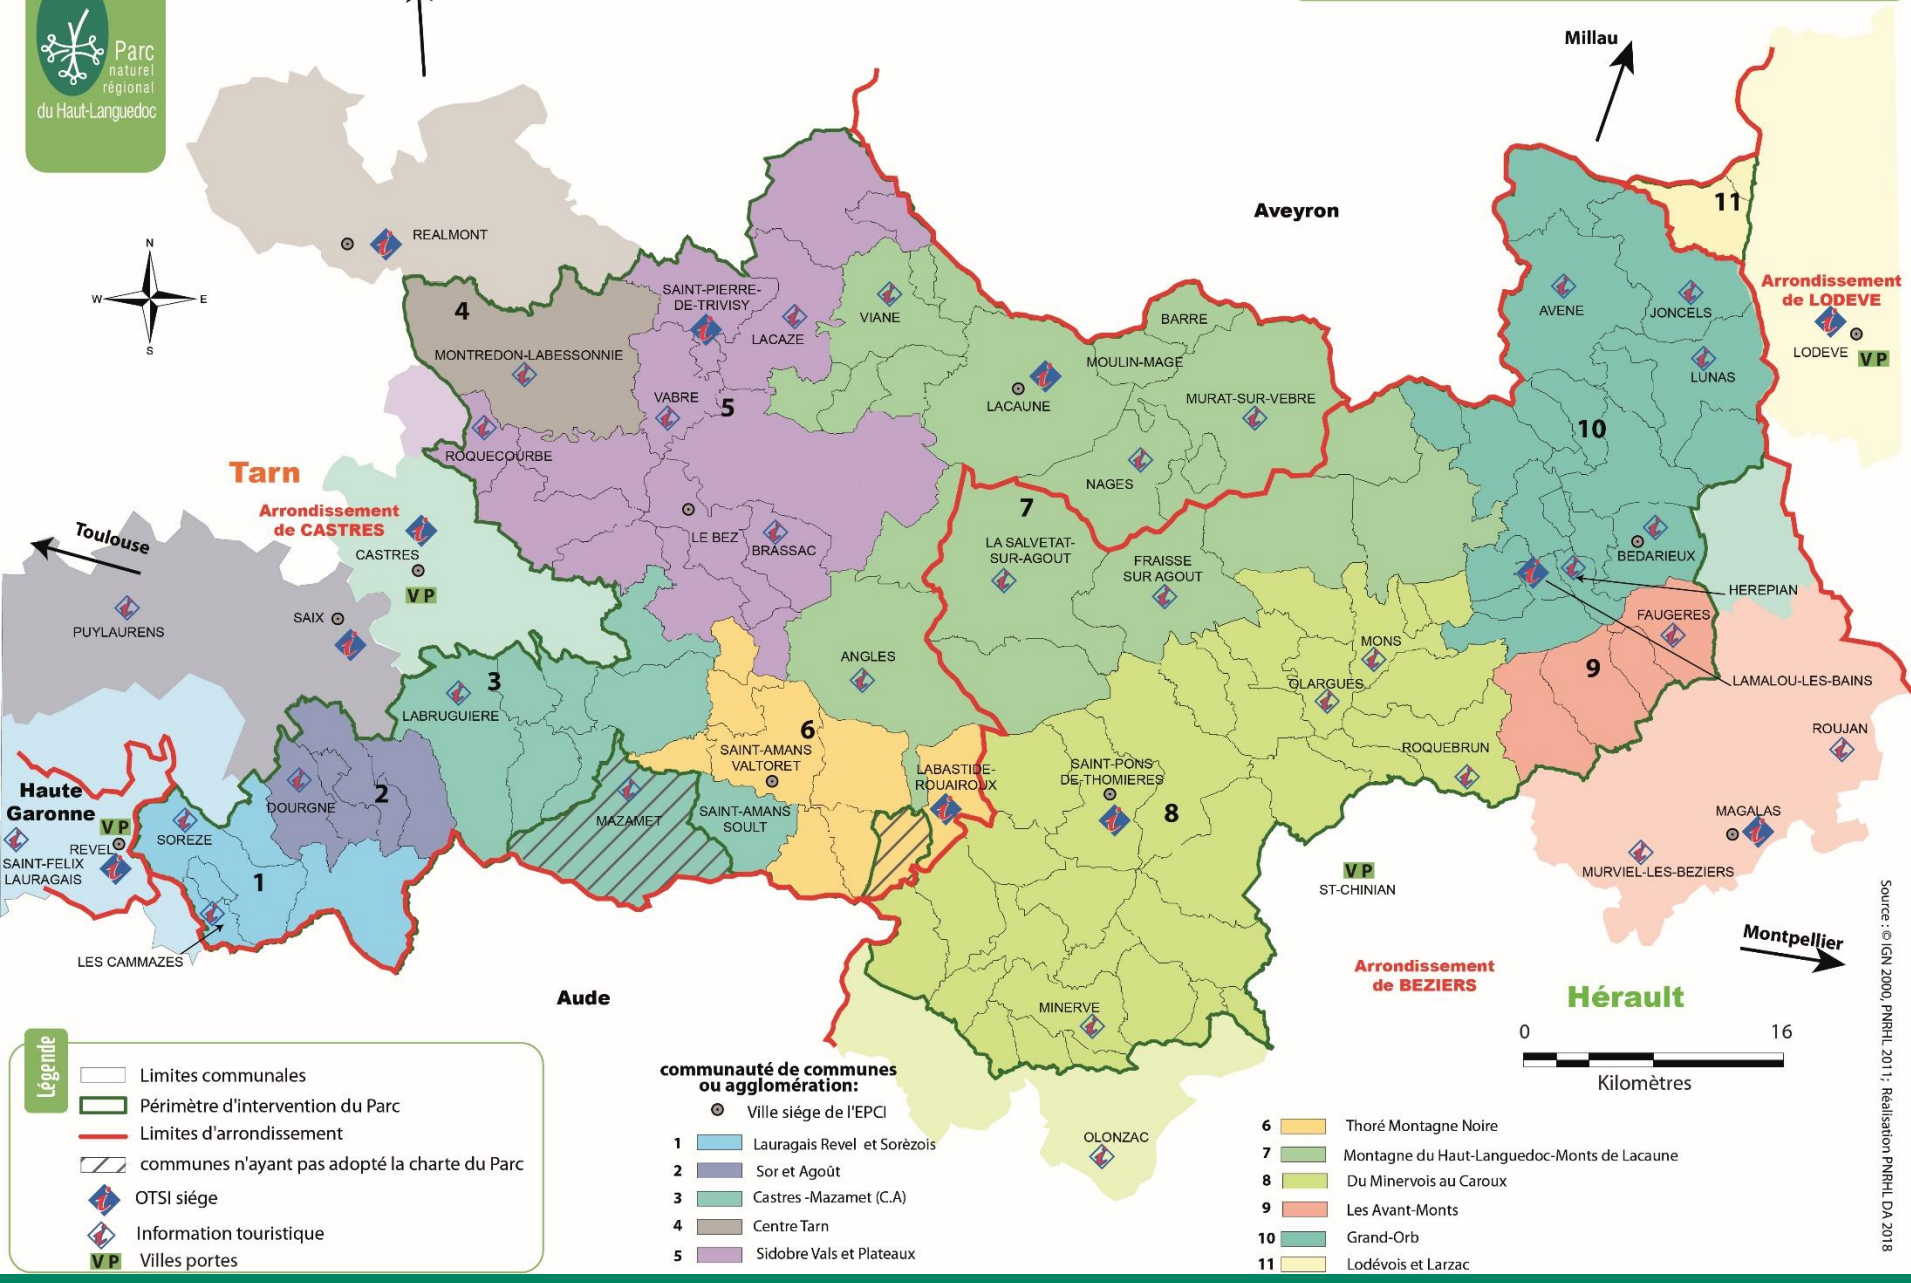 Parc
naturel
régional
du Haut-Languedoc
Millau
Aveyron
11
REALMONT
N
W
E
S
4
SAINT-PIERRE-
DE-TRIVISY
LACAZE
VIANE
BARRE
AVENE
JONCELS
Arrondissement
de LODEVE
LODEVE
VP
MONTREDON-LABESSONNIE
MOULIN-MAGE
LUNAS
VABRE
5
LACAUNE
MURAT-SUR-VEBRE
10
ROQUECOURBE
Tarn
NAGES
Arrondissement
de CASTRES
7
Toulouse
CASTRES
VP
LE BEZ
BRASSAC
LA SALVETAT-
SUR-AGOUT
FRAISSE
SUR AGOUT
BEDARIEUX
HEREPIAN
PUYLAURENS
SAIX
FAUGERES
MONS
ANGLES
3
9
LABRUGUIERE
OLARGUES
LAMALOU-LES-BAINS
6
ROUJAN
SAINT-AMANS
VALTORET
ROQUEBRUN
LABASTIDE-
ROUAIROUX
SAINT-PONS
DE-THOMIERES
Haute
Garonne
DOURGNE
2
8
MAGALAS
VP
REVEL
SOREZE
MAZAMET
SAINT-AMANS
SOULT
SAINT-FELIX
LAURAGAIS
1
VP
ST-CHINIAN
MURVIEL-LES-BEZIERS
LES CAMMAZES
Montpellier
Arrondissement
de BEZIERS
Aude
Hérault
MINERVE
0
16
Kilomètres
OLONZAC
Légende
Limites communales
Périmètre d'intervention du Parc
Limites d'arrondissement
communes n'ayant pas adopté la charte du Parc
OTSI siége
Information touristique
VP Villes portes
communauté de communes
ou agglomération:
Ville siége de l'EPCI
1 Lauragais Revel et Sorèzois
2 Sor et Agoût
3 Castres -Mazamet (C.A)
4 Centre Tarn
5 Sidobre Vals et Plateaux
6 Thoré Montagne Noire
7 Montagne du Haut-Languedoc-Monts de Lacaune
8 Du Minervois au Caroux
9 Les Avant-Monts
10 Grand-Orb
11 Lodévois et Larzac
Source : © IGN 2000, PNRHL 2011; Réalisation PNRHL DA 2018